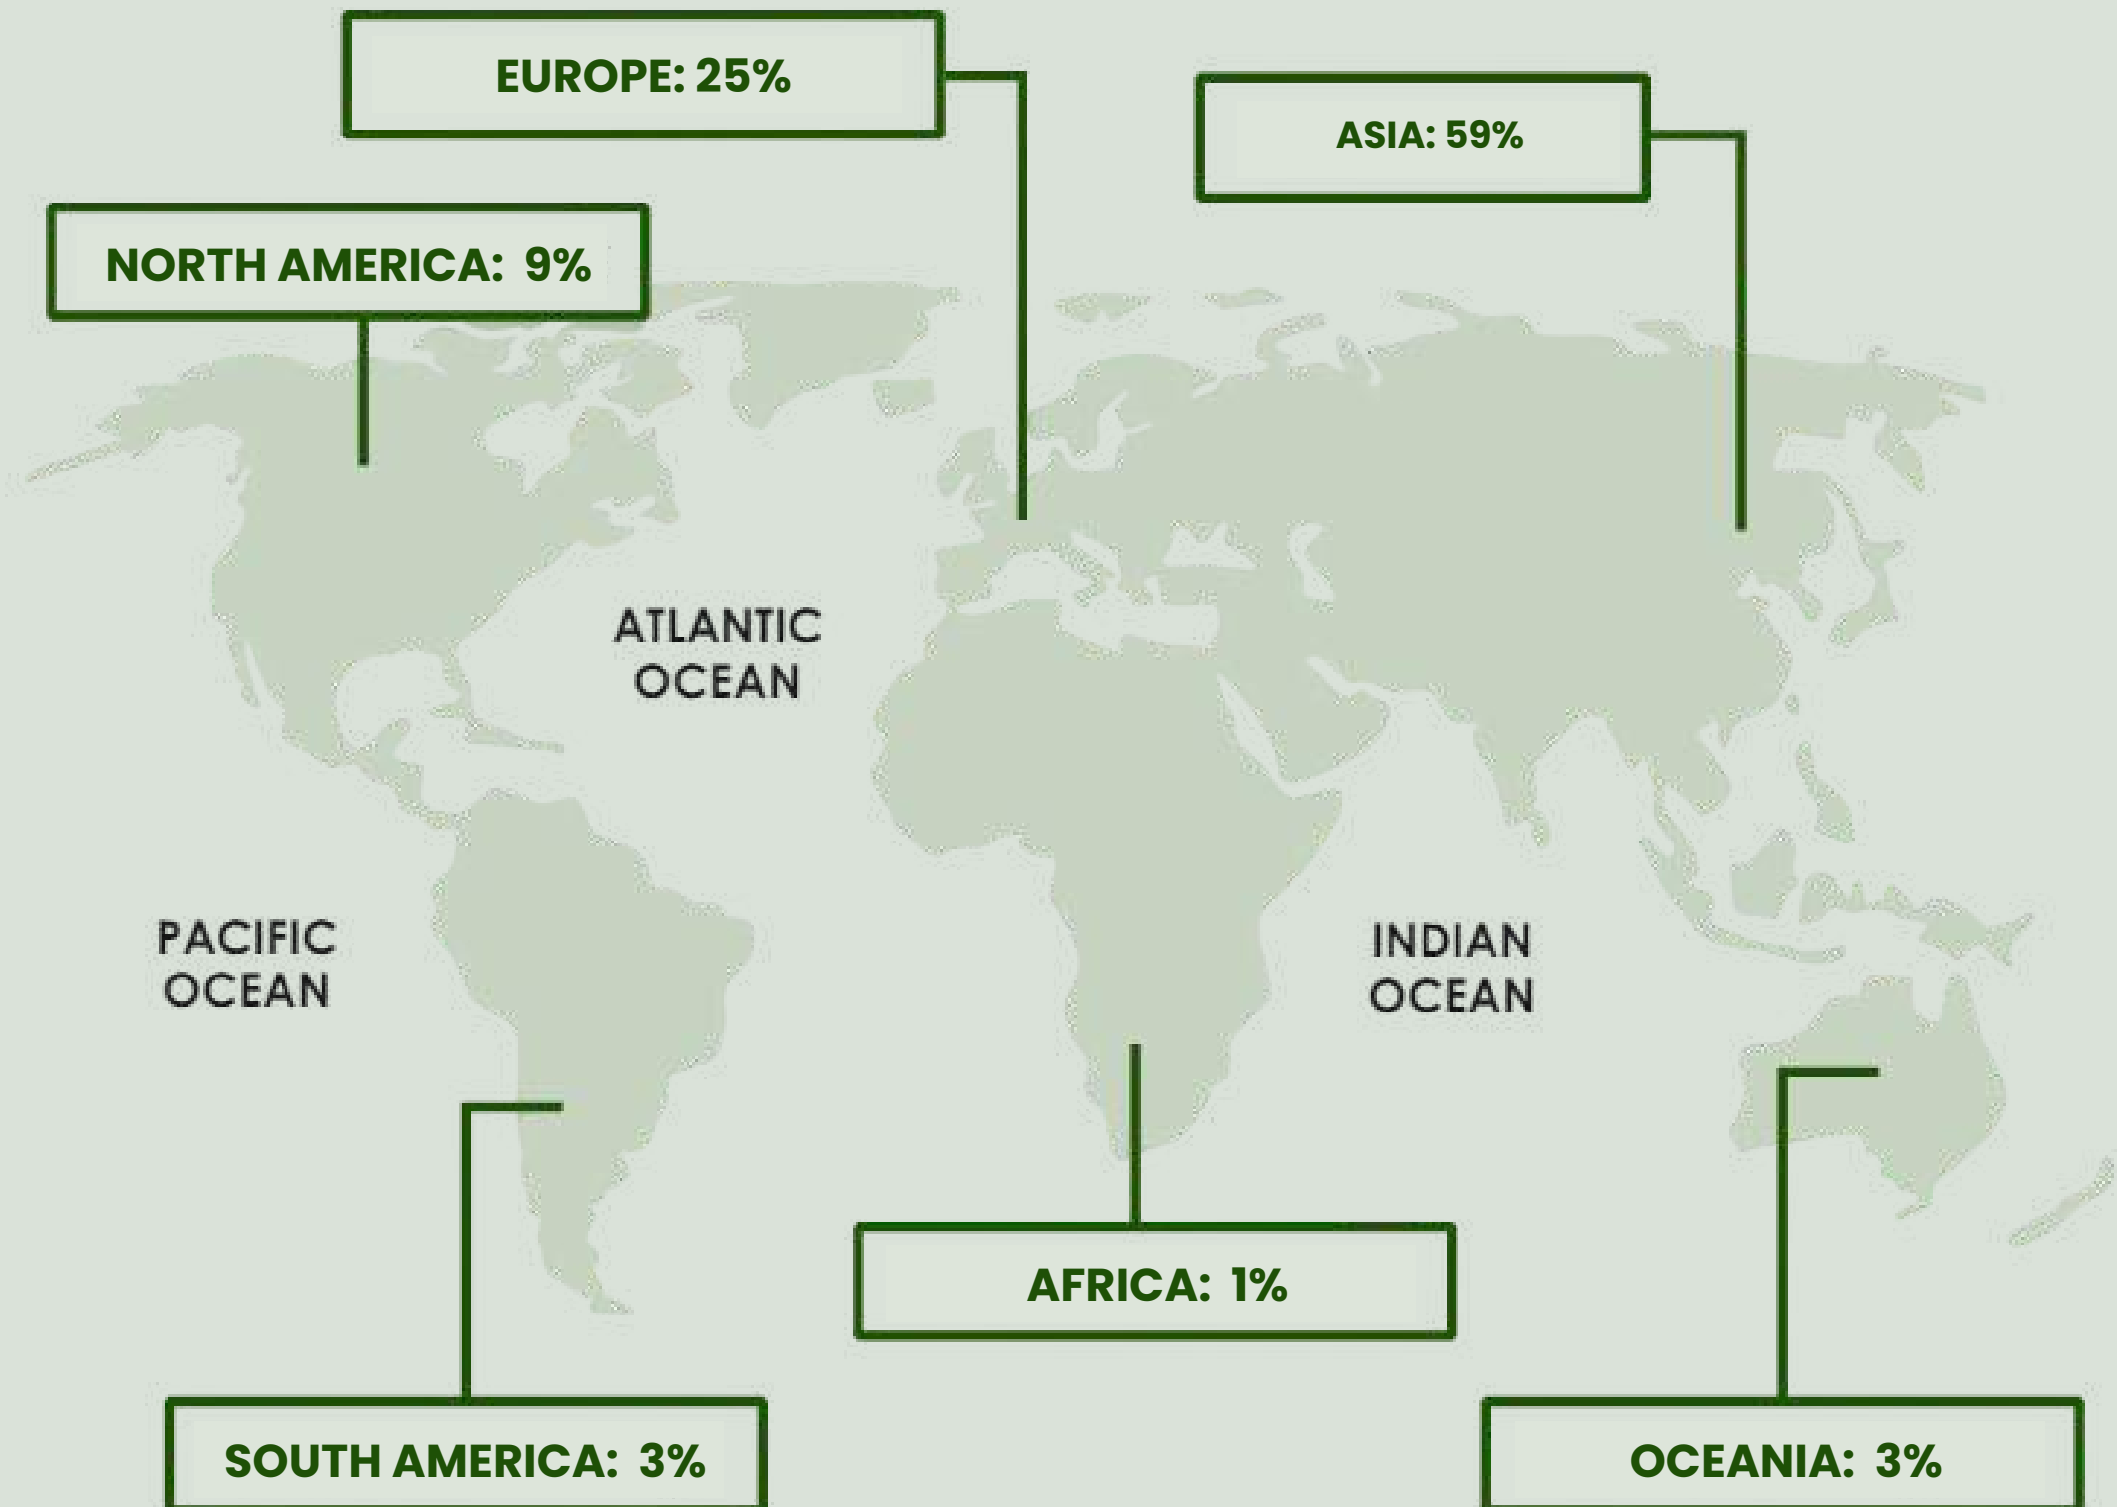 EUROPE: 25%
ASIA: 59%
NORTH AMERICA: 9%
ATLANTIC
OCEAN
PACIFIC
OCEAN
INDIAN
OCEAN
AFRICA: 1%
SOUTH AMERICA: 3%
OCEANIA: 3%